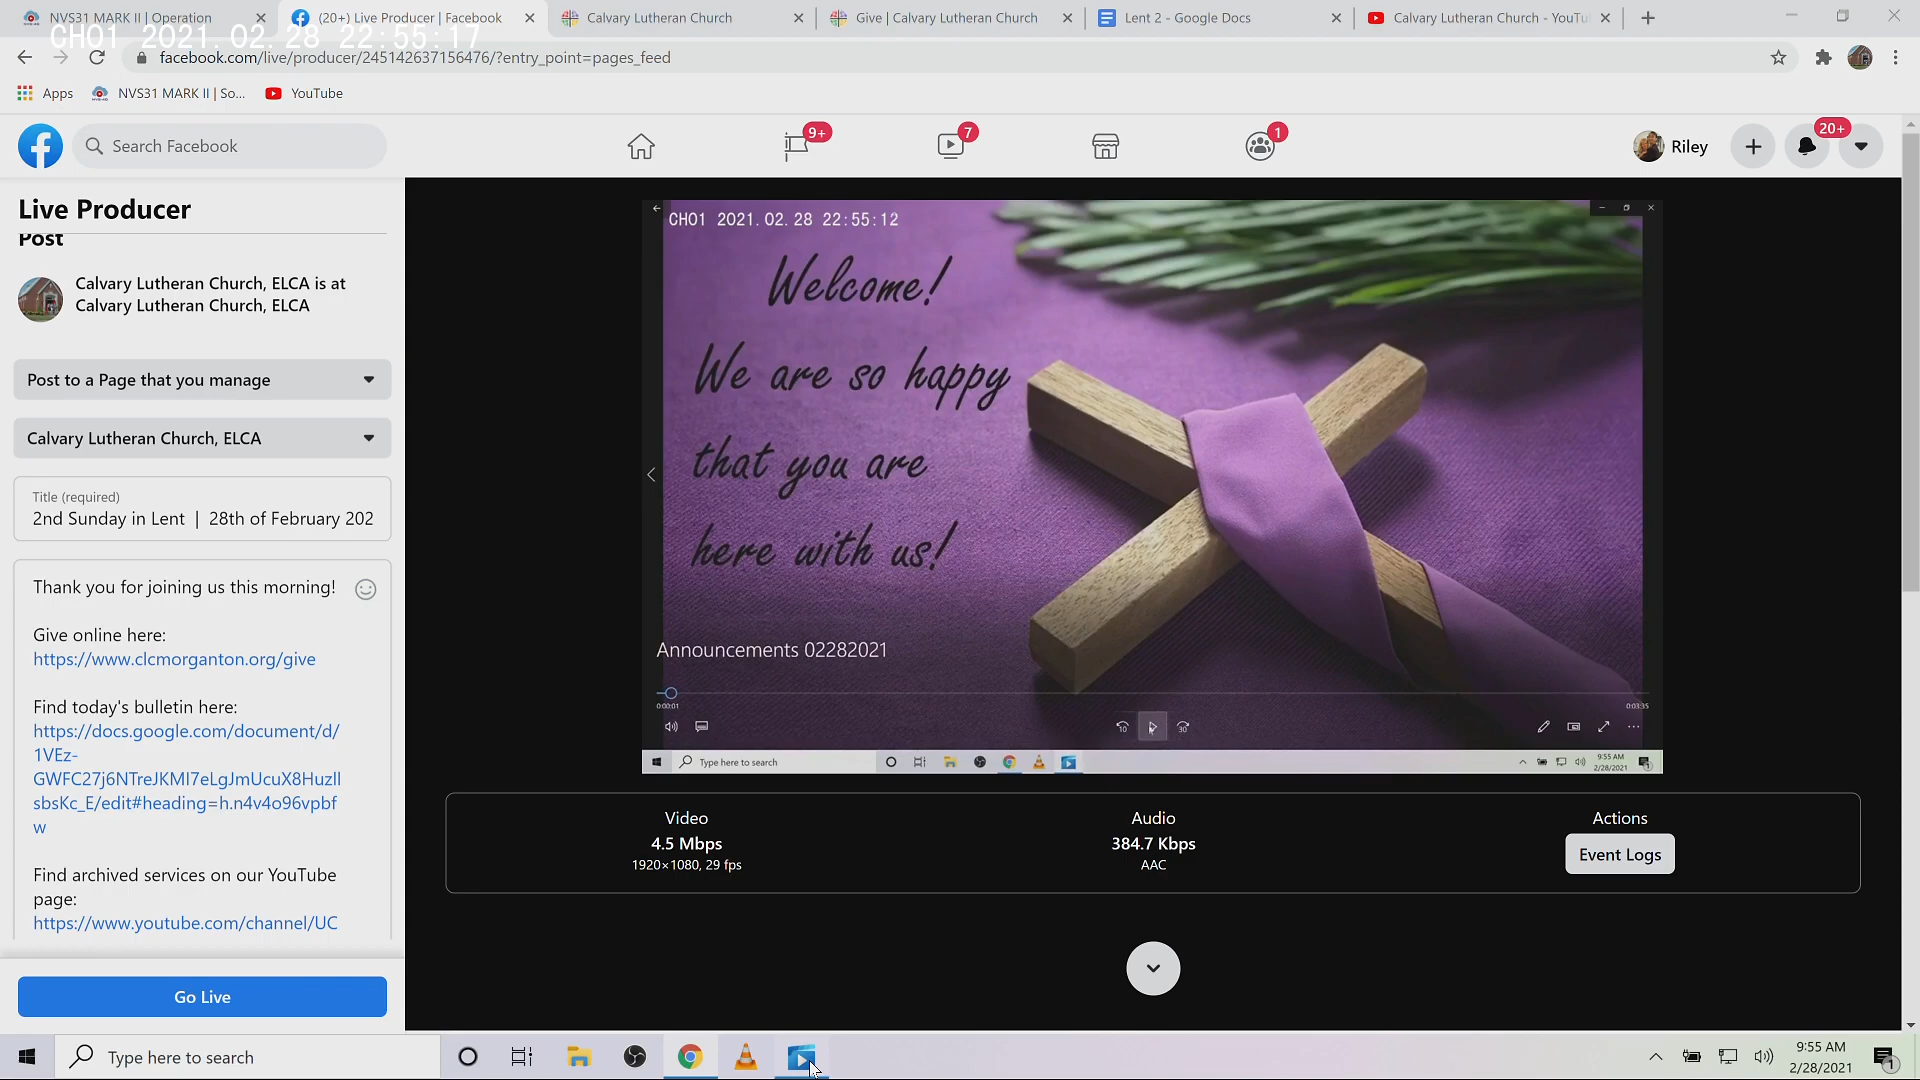 NVS31 MARK II | Operation
(20+) Live Producer | Facebook
Calvary Lutheran Church
Give | Calvary Lutheran Church
Lent 2 - Google Docs
Calvary Lutheran Church - YouTu
CH01 2021.02.28 22:55:17
facebook.com/live/producer/245142637156476/?entry_point=pages_feed
Apps
NVS31 MARK II | So...
YouTube
Search Facebook
9+
7
1
Riley
20+
Live Producer
Post
Calvary Lutheran Church, ELCA is at
Calvary Lutheran Church, ELCA
Post to a Page that you manage
Calvary Lutheran Church, ELCA
Title (required)
2nd Sunday in Lent | 28th of February 202
Thank you for joining us this morning!
Give online here:
https://www.clcmorganton.org/give
Find today's bulletin here:
https://docs.google.com/document/d/
1VEz-
GWFC27j6NTreJKMI7eLgJmUcuX8HuzlI
sbsKc_E/edit#heading=h.n4v4o96vpbf
w
Find archived services on our YouTube
page:
https://www.youtube.com/channel/UC
Go Live
CH01 2021.02.28 22:55:12
Welcome!
We are so happy
that you are
here with us!
Announcements 02282021
0:00:01
0:03:35
10
30
Type here to search
9:55 AM
2/28/2021
Video
4.5 Mbps
1920×1080, 29 fps
Audio
384.7 Kbps
AAC
Actions
Event Logs
Type here to search
9:55 AM
2/28/2021
1